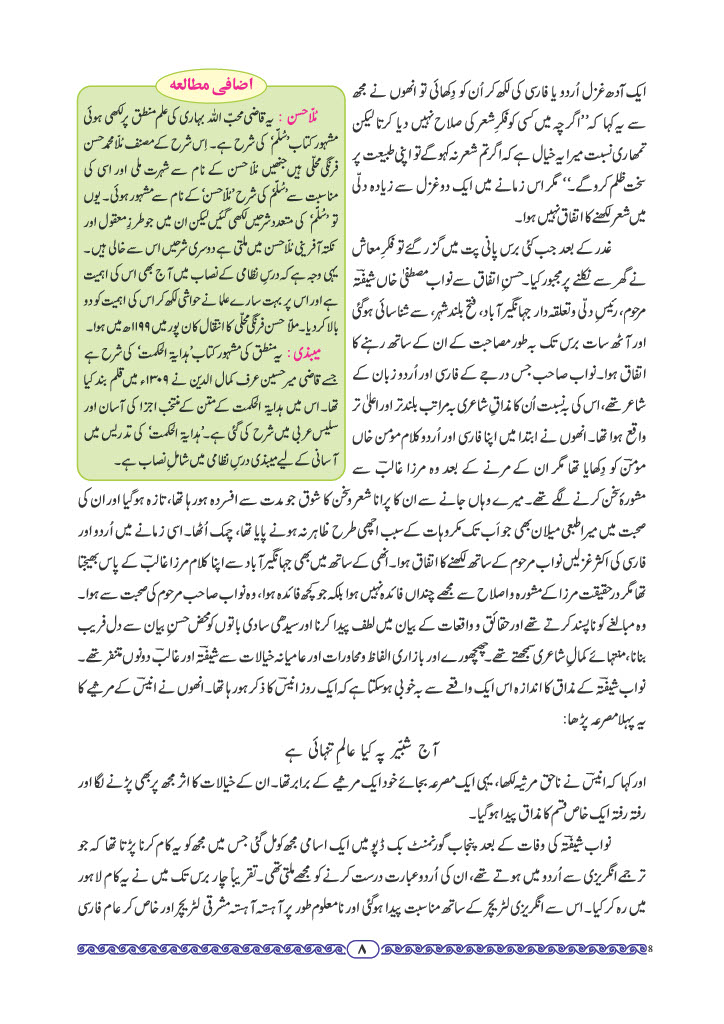 ایک آدھ غزل اُردو یا فارسی کی لکھ کر اُن کو دِکھائی تو انھوں نے مجھ
سے یہ کہا کہ ’’اگرچہ میں کسی کو فکرِ شعر کی صلاح نہیں دیا کرتا لیکن
تمھاری نسبت میرا یہ خیال ہے کہ اگر تم شعر نہ کہو گے تو اپنی طبیعت پر
سخت ظلم کرو گے۔‘‘ مگر اس زمانے میں ایک دو غزل سے زیادہ دلّی
میں شعر لکھنے کا اتفاق نہیں ہوا۔
غدر کے بعد جب کئی برس پانی پت میں گزر گئے تو فکرِ معاش
نے گھر سے نکلنے پر مجبور کیا۔ حسنِ اتفاق سے نواب مصطفیٰ خاں شیفتہؔ
مرحوم، رئیسِ دلّی و تعلقہ دار جہانگیر آباد، فتح بلند شہر، سے شناسائی ہوگئی
اور آٹھ سات برس تک بہ طور مصاحبت کے ان کے ساتھ رہنے کا
اتفاق ہوا۔ نواب صاحب جس درجے کے فارسی اور اُردو زبان کے
شاعر تھے، اس کی بہ نسبت اُن کا مذاقِ شاعری بہ مراتب بلند تر اور اعلیٰ تر
واقع ہوا تھا۔ انھوں نے ابتدا میں اپنا فارسی اور اُردو کلام مومن خاں
مومنؔ کو دِکھایا تھا مگر ان کے مرنے کے بعد وہ مرزا غالبؔ سے
مشورۂ سخن کرنے لگے تھے۔ میرے وہاں جانے سے ان کا پرانا شعر و سخن کا شوق جو مدت سے افسردہ ہو رہا تھا، تازہ ہوگیا اور ان کی
صحبت میں میرا طبعی میلان بھی جو اَب تک مکروہات کے سبب اچھی طرح ظاہر نہ ہونے پایا تھا، چمک اُٹھا۔ اسی زمانے میں اُردو اور
فارسی کی اکثر غزلیں نواب مرحوم کے ساتھ لکھنے کا اتفاق ہوا۔ انھی کے ساتھ میں بھی جہانگیر آباد سے اپنا کلام مرزا غالبؔ کے پاس بھیجتا
تھا مگر درحقیقت مرزا کے مشورہ و اصلاح سے مجھے چنداں فائدہ نہیں ہوا بلکہ جو کچھ فائدہ ہوا، وہ نواب صاحب مرحوم کی صحبت سے ہوا۔
وہ مبالغے کو ناپسند کرتے تھے اور حقائق و واقعات کے بیان میں لطف پیدا کرنا اور سیدھی سادی باتوں کو محض حسنِ بیان سے دل فریب
بنانا، منتہائے کمالِ شاعری سمجھتے تھے۔ چھچھورے اور بازاری الفاظ و محاورات اور عامیانہ خیالات سے شیفتہؔ اور غالبؔ دونوں متنفر تھے۔
نواب شیفتہؔ کے مذاق کا اندازہ اس ایک واقعے سے بہ خوبی ہو سکتا ہے کہ ایک روز انیسؔ کا ذکر ہو رہا تھا۔ انھوں نے انیسؔ کے مرثیے کا
یہ پہلا مصرعہ پڑھا:
آج شبیرؔ پہ کیا عالمِ تنہائی ہے
اور کہا کہ انیسؔ نے ناحق مرثیہ لکھا، یہی ایک مصرعہ بجائے خود ایک مرثیے کے برابر تھا۔ ان کے خیالات کا اثر مجھ پر بھی پڑنے لگا اور
رفتہ رفتہ ایک خاص قسم کا مذاق پیدا ہوگیا۔
نواب شیفتہؔ کی وفات کے بعد پنجاب گورنمنٹ بک ڈپو میں ایک اسامی مجھ کو مل گئی جس میں مجھ کو یہ کام کرنا پڑتا تھا کہ جو
ترجمے انگریزی سے اُردو میں ہوتے تھے، ان کی اُردو عبارت درست کرنے کو مجھے ملتی تھی۔ تقریباً چار برس تک میں نے یہ کام لاہور
میں رہ کر کیا۔ اس سے انگریزی لٹریچر کے ساتھ مناسبت پیدا ہوگئی اور نامعلوم طور پر آہستہ آہستہ مشرقی لٹریچر اور خاص کر عام فارسی
اضافی مطالعہ
مُلّا حسن : یہ قاضی محبّ اللہ بہاری کی علمِ منطق پر لکھی ہوئی
مشہور کتاب ’سُلّم‘ کی شرح ہے۔ اِس شرح کے مصنف مُلّا محمد حسن
فرنگی محلّی ہیں جنھیں مُلّا حسن کے نام سے شہرت ملی اور اسی کی
مناسبت سے ’سُلّم‘ کی شرح ’مُلّا حسن‘ کے نام سے مشہور ہوئی۔ یوں
تو ’سُلّم‘ کی متعدد شرحیں لکھی گئیں لیکن ان میں جو طرزِ معقول اور
نکتہ آفرینی مُلّا حسن میں ملتی ہے دوسری شرحیں اس سے خالی ہیں۔
یہی وجہ ہے کہ درسِ نظامی کے نصاب میں آج بھی اس کی اہمیت
ہے اور اس پر بہت سارے علما نے حواشی لکھ کر اس کی اہمیت کو دو
بالا کر دیا۔ ملّا حسن فرنگی محلّی کا انتقال کان پور میں ۱۱۹۹ھ میں ہوا۔
میبذی : یہ منطق کی مشہور کتاب ’ہدایۃ الحکمت‘ کی شرح ہے
جسے قاضی میر حسین عرف کمال الدین نے ۱۳۰۹ء میں قلم بند کیا
تھا۔ اس میں ہدایۃ الحکمت کے متن کے منتخب اجزا کی آسان اور
سلیس عربی میں شرح کی گئی ہے۔ ’ہدایۃ الحکمت‘ کی تدریس میں
آسانی کے لیے میبذی درسِ نظامی میں شاملِ نصاب ہے۔
۸
8